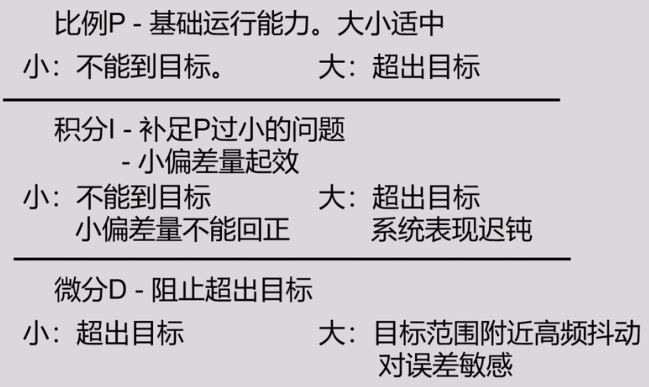 比例P - 基础运行能力。大小适中
小：不能到目标。 大：超出目标
积分I - 补足P过小的问题
- 小偏差量起效
小：不能到目标 大：超出目标
小偏差量不能回正 系统表现迟钝
微分D - 阻止超出目标
小：超出目标 大：目标范围附近高频抖动
对误差敏感